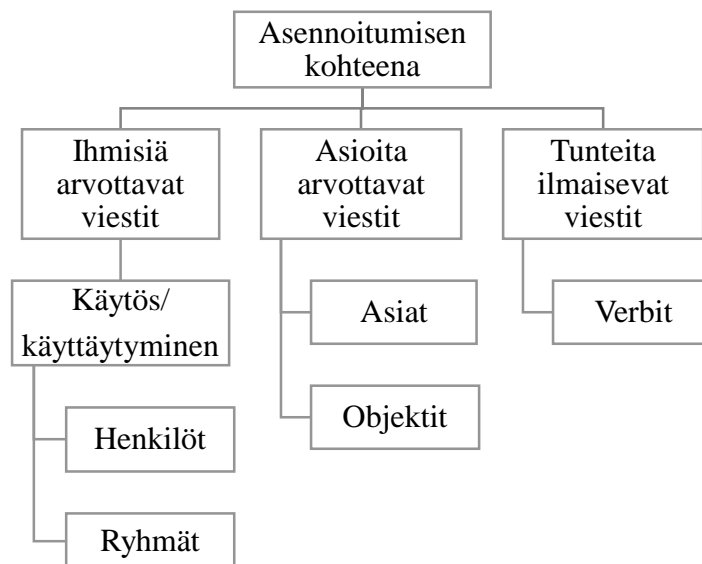 Asennoitumisen
kohteena
Ihmisiä
arvottavat
viestit
Asioita
arvottavat
viestit
Tunteita
ilmaisevat
viestit
Käytös/
käyttäytyminen
Asiat
Verbit
Henkilöt
Objektit
Ryhmät